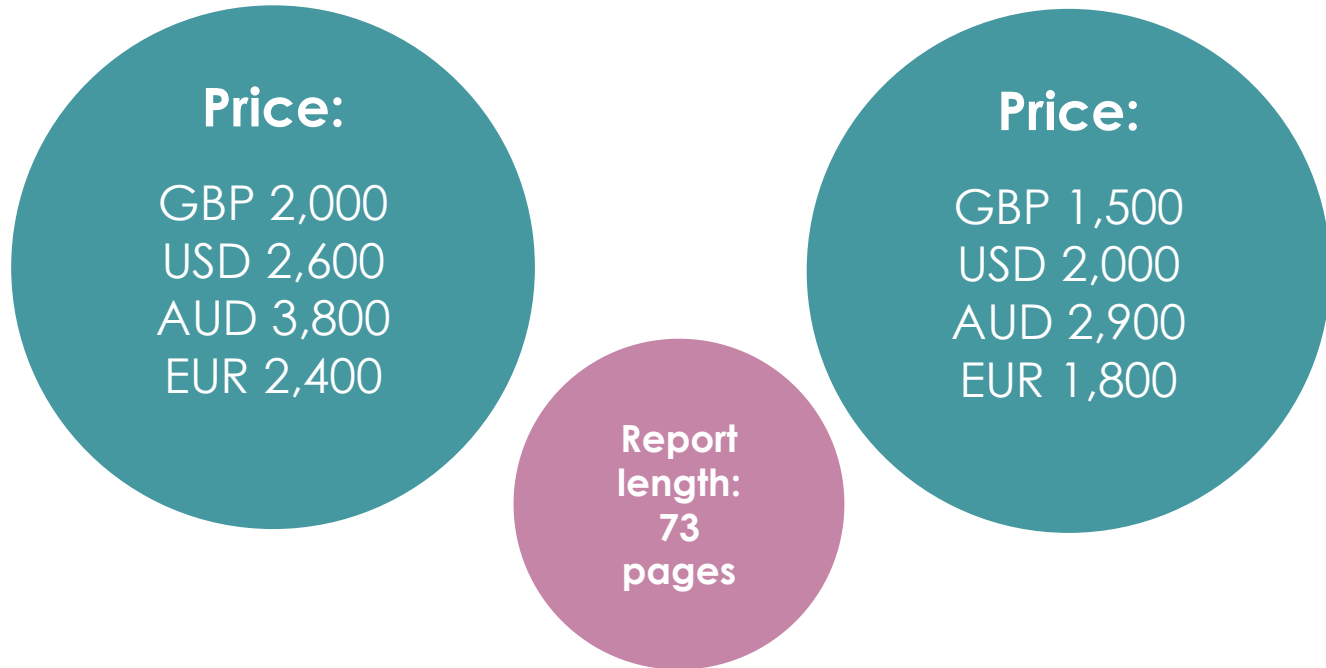 Price:
GBP 2,000
USD 2,600
AUD 3,800
EUR 2,400
Price:
GBP 1,500
USD 2,000
AUD 2,900
EUR 1,800
Report
length:
73
pages